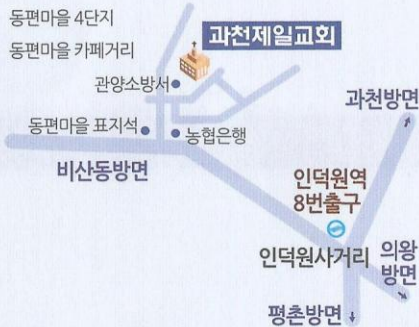 동편마을 4단지
동편마을 카페거리
과천제일교회
관양소방서
동편마을 표지석
농협은행
비산동방면
과천방면
인덕원역
8번출구
인덕원사거리
의왕
방면
평촌방면